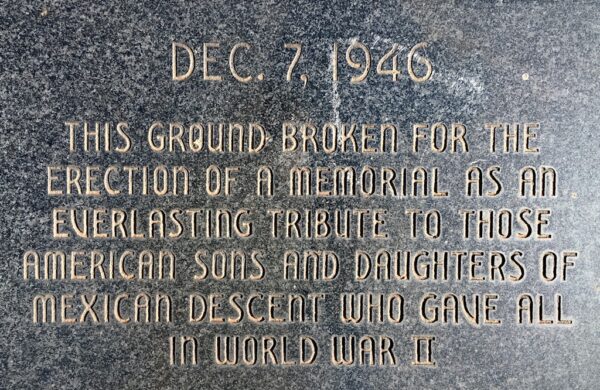 DEC. 7, 1946
THIS GROUND BROKEN FOR THE
ERECTION OF A MEMORIAL AS AN
EVERLASTING TRIBUTE TO THOSE
AMERICAN SONS AND DAUGHTERS OF
MEXICAN DESCENT WHO GAVE ALL
IN WORLD WAR II